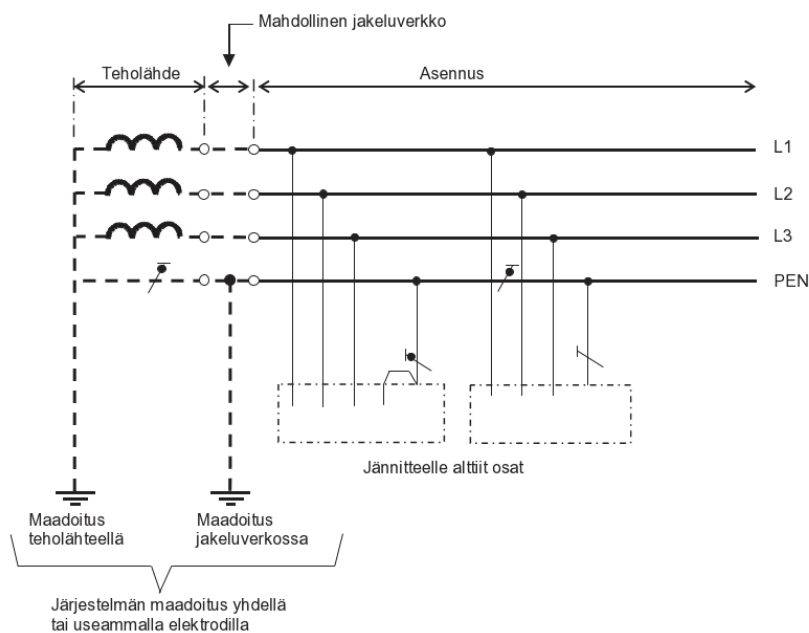 Mahdollinen jakeluverkko
Teholähde
Asennus
L1
L2
L3
PEN
Jännitteelle alttiit osat
Maadoitus
teholähteellä
Maadoitus
jakeluverkossa
Järjestelmän maadoitus yhdellä
tai useammalla elektrodilla